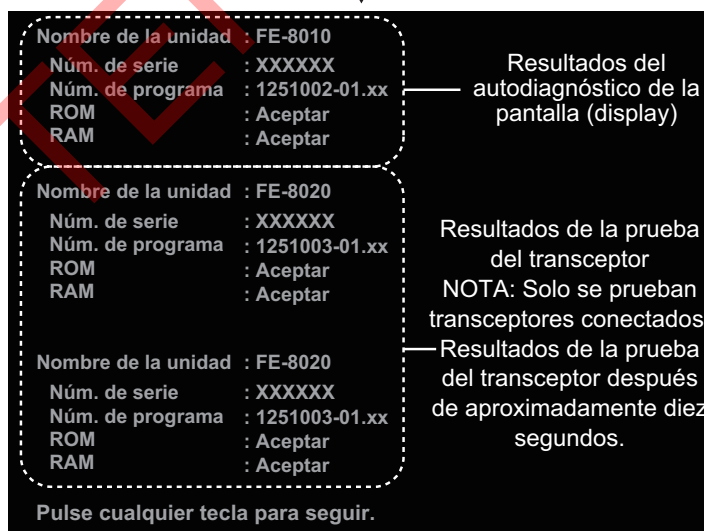 Nombre de la unidad : FE-8010
Núm. de serie : XXXXXX
Núm. de programa : 1251002-01.xx
ROM : Aceptar
RAM : Aceptar
Resultados del
autodiagnóstico de la
pantalla (display)
Nombre de la unidad : FE-8020
Núm. de serie : XXXXXX
Núm. de programa : 1251003-01.xx
ROM : Aceptar
RAM : Aceptar
Nombre de la unidad : FE-8020
Núm. de serie : XXXXXX
Núm. de programa : 1251003-01.xx
ROM : Aceptar
RAM : Aceptar
Resultados de la prueba
del transceptor
NOTA: Solo se prueban
transceptores conectados
Resultados de la prueba
del transceptor después
de aproximadamente diez
segundos.
Pulse cualquier tecla para seguir.